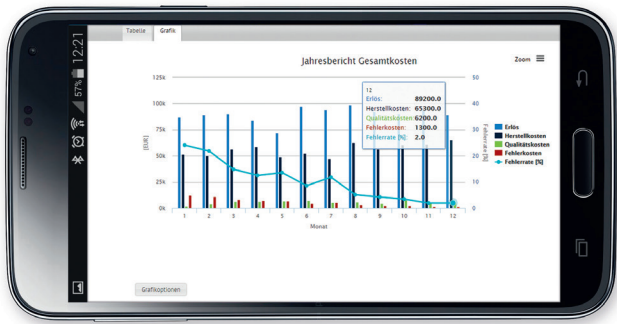 12:21
57%
Tabelle
Grafik
Jahresbericht Gesamtkosten
Zoom
125k
100k
75k
50k
25k
0k
[EUR]
50
40
30
20
10
0
Fehlerrate [%]
12
Erlös: 89200.0
Herstellkosten: 65300.0
Qualitätskosten: 6200.0
Fehlerkosten: 1300.0
Fehlerrate [%] 2.0
Erlös
Herstellkosten
Qualitätskosten
Fehlerkosten
Fehlerrate [%]
1 2 3 4 5 6 7 8 9 10 11 12
Monat
Grafikoptionen